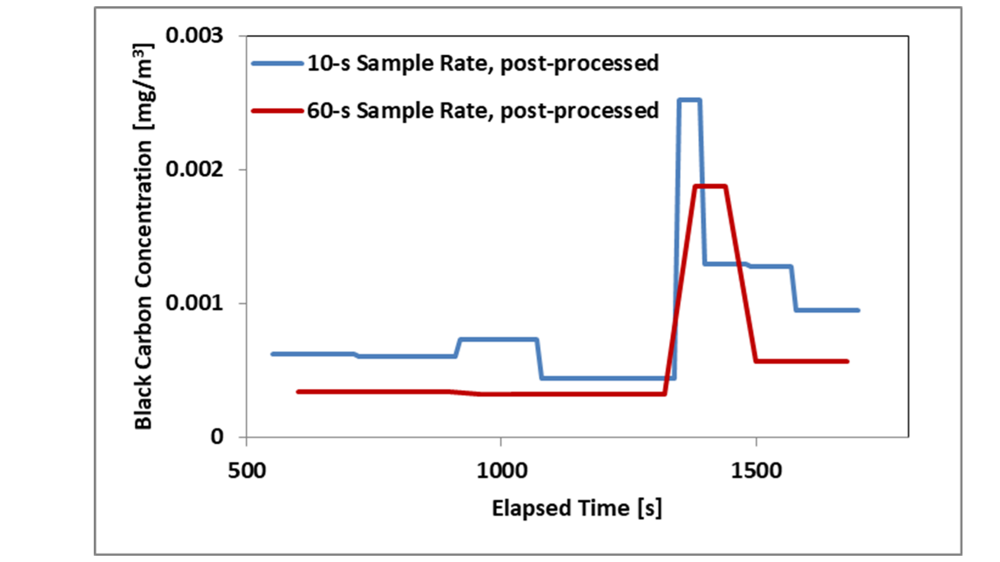 Black Carbon Concentration [mg/m³]
0.003
0.002
0.001
0
10-s Sample Rate, post-processed
60-s Sample Rate, post-processed
500
1000
1500
Elapsed Time [s]